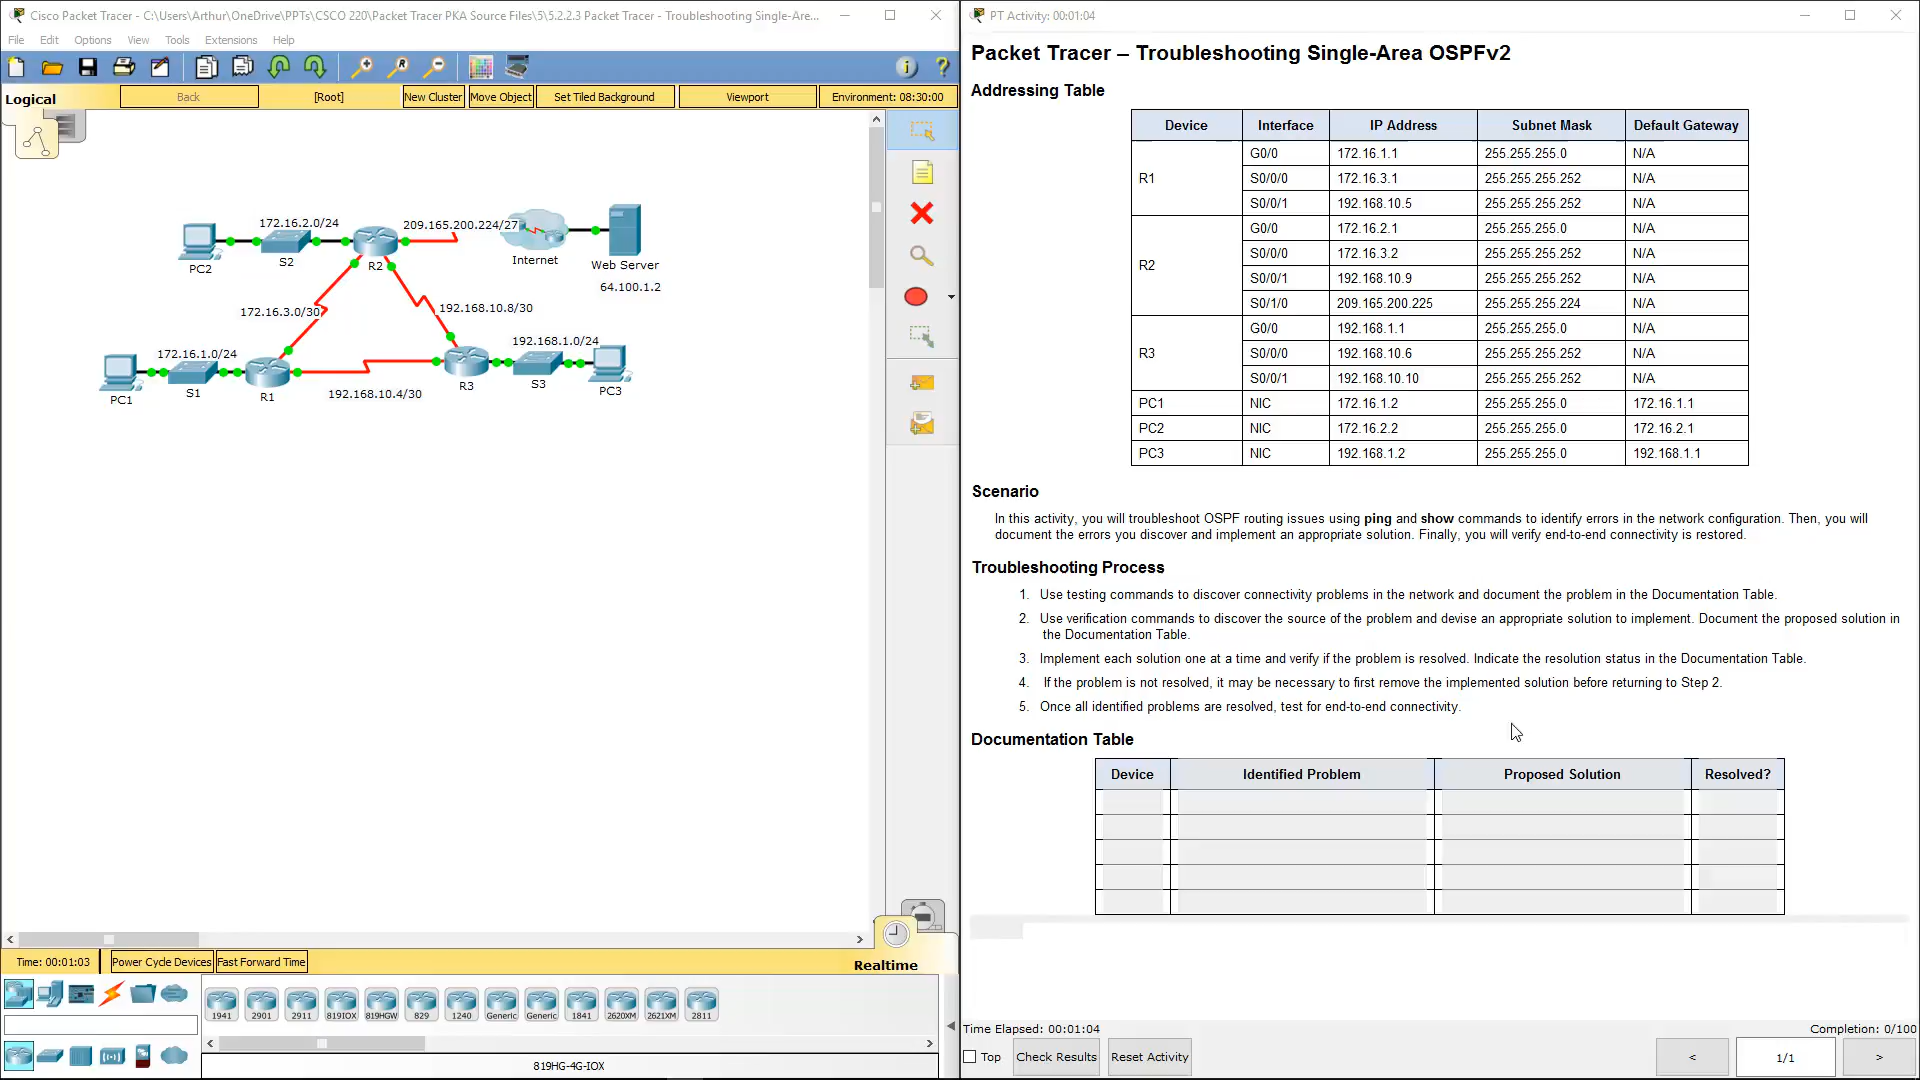 Cisco Packet Tracer - C:\Users\Arthur\OneDrive\PPTs\CSCO 220\Packet Tracer PKA Source Files\5\5.2.2.3 Packet Tracer - Troubleshooting Single-Are...
File Edit Options View Tools Extensions Help
Logical
Back
[Root]
New Cluster
Move Object
Set Tiled Background
Viewport
Environment: 08:30:00
172.16.2.0/24
209.165.200.224/27
PC2
S2
R2
Internet
Web Server
64.100.1.2
172.16.3.0/30
192.168.10.8/30
172.16.1.0/24
192.168.1.0/24
PC1
S1
R1
192.168.10.4/30
R3
S3
PC3
Realtime
Time: 00:01:03
Power Cycle Devices
Fast Forward Time
1941 2901 2911 819IOX 819HGW 829 1240 Generic Generic 1841 2620XM 2621XM 2811
819HG-4G-IOX
PT Activity: 00:01:04
Packet Tracer – Troubleshooting Single-Area OSPFv2
Addressing Table
Device Interface IP Address Subnet Mask Default Gateway
R1 G0/0 172.16.1.1 255.255.255.0 N/A
S0/0/0 172.16.3.1 255.255.255.252 N/A
S0/0/1 192.168.10.5 255.255.255.252 N/A
R2 G0/0 172.16.2.1 255.255.255.0 N/A
S0/0/0 172.16.3.2 255.255.255.252 N/A
S0/0/1 192.168.10.9 255.255.255.252 N/A
S0/1/0 209.165.200.225 255.255.255.224 N/A
R3 G0/0 192.168.1.1 255.255.255.0 N/A
S0/0/0 192.168.10.6 255.255.255.252 N/A
S0/0/1 192.168.10.10 255.255.255.252 N/A
PC1 NIC 172.16.1.2 255.255.255.0 172.16.1.1
PC2 NIC 172.16.2.2 255.255.255.0 172.16.2.1
PC3 NIC 192.168.1.2 255.255.255.0 192.168.1.1
Scenario
In this activity, you will troubleshoot OSPF routing issues using ping and show commands to identify errors in the network configuration. Then, you will
document the errors you discover and implement an appropriate solution. Finally, you will verify end-to-end connectivity is restored.
Troubleshooting Process
1. Use testing commands to discover connectivity problems in the network and document the problem in the Documentation Table.
2. Use verification commands to discover the source of the problem and devise an appropriate solution to implement. Document the proposed solution in
the Documentation Table.
3. Implement each solution one at a time and verify if the problem is resolved. Indicate the resolution status in the Documentation Table.
4. If the problem is not resolved, it may be necessary to first remove the implemented solution before returning to Step 2.
5. Once all identified problems are resolved, test for end-to-end connectivity.
Documentation Table
Device Identified Problem Proposed Solution Resolved?
Time Elapsed: 00:01:04
Completion: 0/100
Top
Check Results
Reset Activity
<
1/1
>